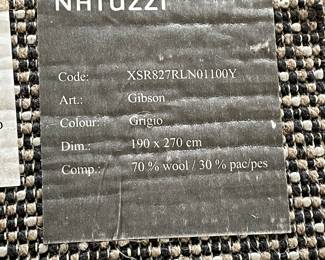 NATUZZI
Code: XSR827RLN01100Y
Art.: Gibson
Colour: Grigio
Dim.: 190 x 270 cm
Comp.: 70 % wool / 30 % pac/pes